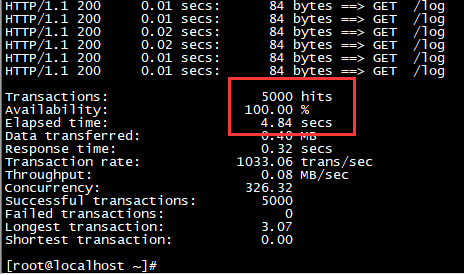 HTTP/1.1 200 0.01 secs: 84 bytes ==> GET /log
HTTP/1.1 200 0.01 secs: 84 bytes ==> GET /log
HTTP/1.1 200 0.02 secs: 84 bytes ==> GET /log
HTTP/1.1 200 0.02 secs: 84 bytes ==> GET /log
HTTP/1.1 200 0.01 secs: 84 bytes ==> GET /log
HTTP/1.1 200 0.01 secs: 84 bytes ==> GET /log
Transactions: 5000 hits
Availability: 100.00 %
Elapsed time: 4.84 secs
Data transferred: 0.40 MB
Response time: 0.32 secs
Transaction rate: 1033.06 trans/sec
Throughput: 0.08 MB/sec
Concurrency: 326.32
Successful transactions: 5000
Failed transactions: 0
Longest transaction: 3.07
Shortest transaction: 0.00
[root@localhost ~]#